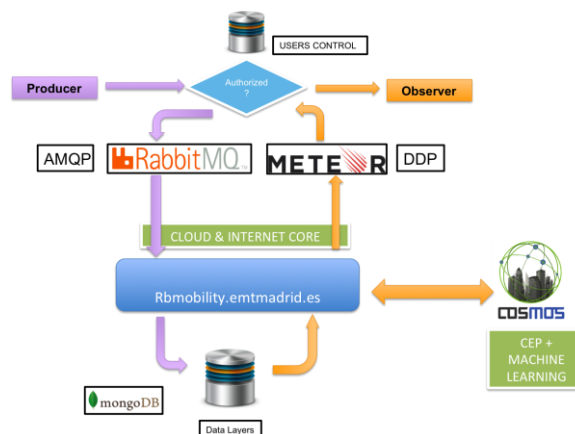 USERS CONTROL
Producer
Authorized
?
Observer
AMQP
RabbitMQ
METEOR
DDP
CLOUD & INTERNET CORE
Rbmobility.emtmadrid.es
COSMOS
CEP +
MACHINE
LEARNING
mongoDB
Data Layers